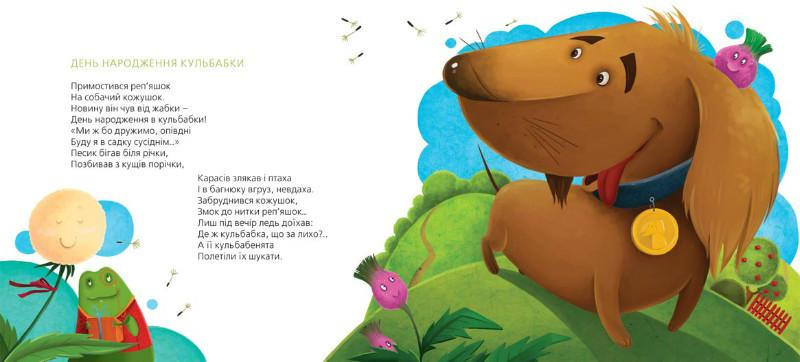 ДЕНЬ НАРОДЖЕННЯ КУЛЬБАБКИ
Примостився реп’яшок
На собачий кожушок.
Новину він чув від жабки –
День народження в кульбабки!
«Ми ж бо дружимо, опівдні
Буду я в садку сусіднім…»
Песик бігав біля річки,
Позбивав з кущів порічки,
Карасів злякав і птаха
І в багнюку вгруз, невдаха.
Забруднився кожушок,
Змок до нитки реп’яшок…
Лиш під вечір ледь доїхав:
Де ж кульбабка, що за лихо?..
А її кульбабенята
Полетіли їх шукати.